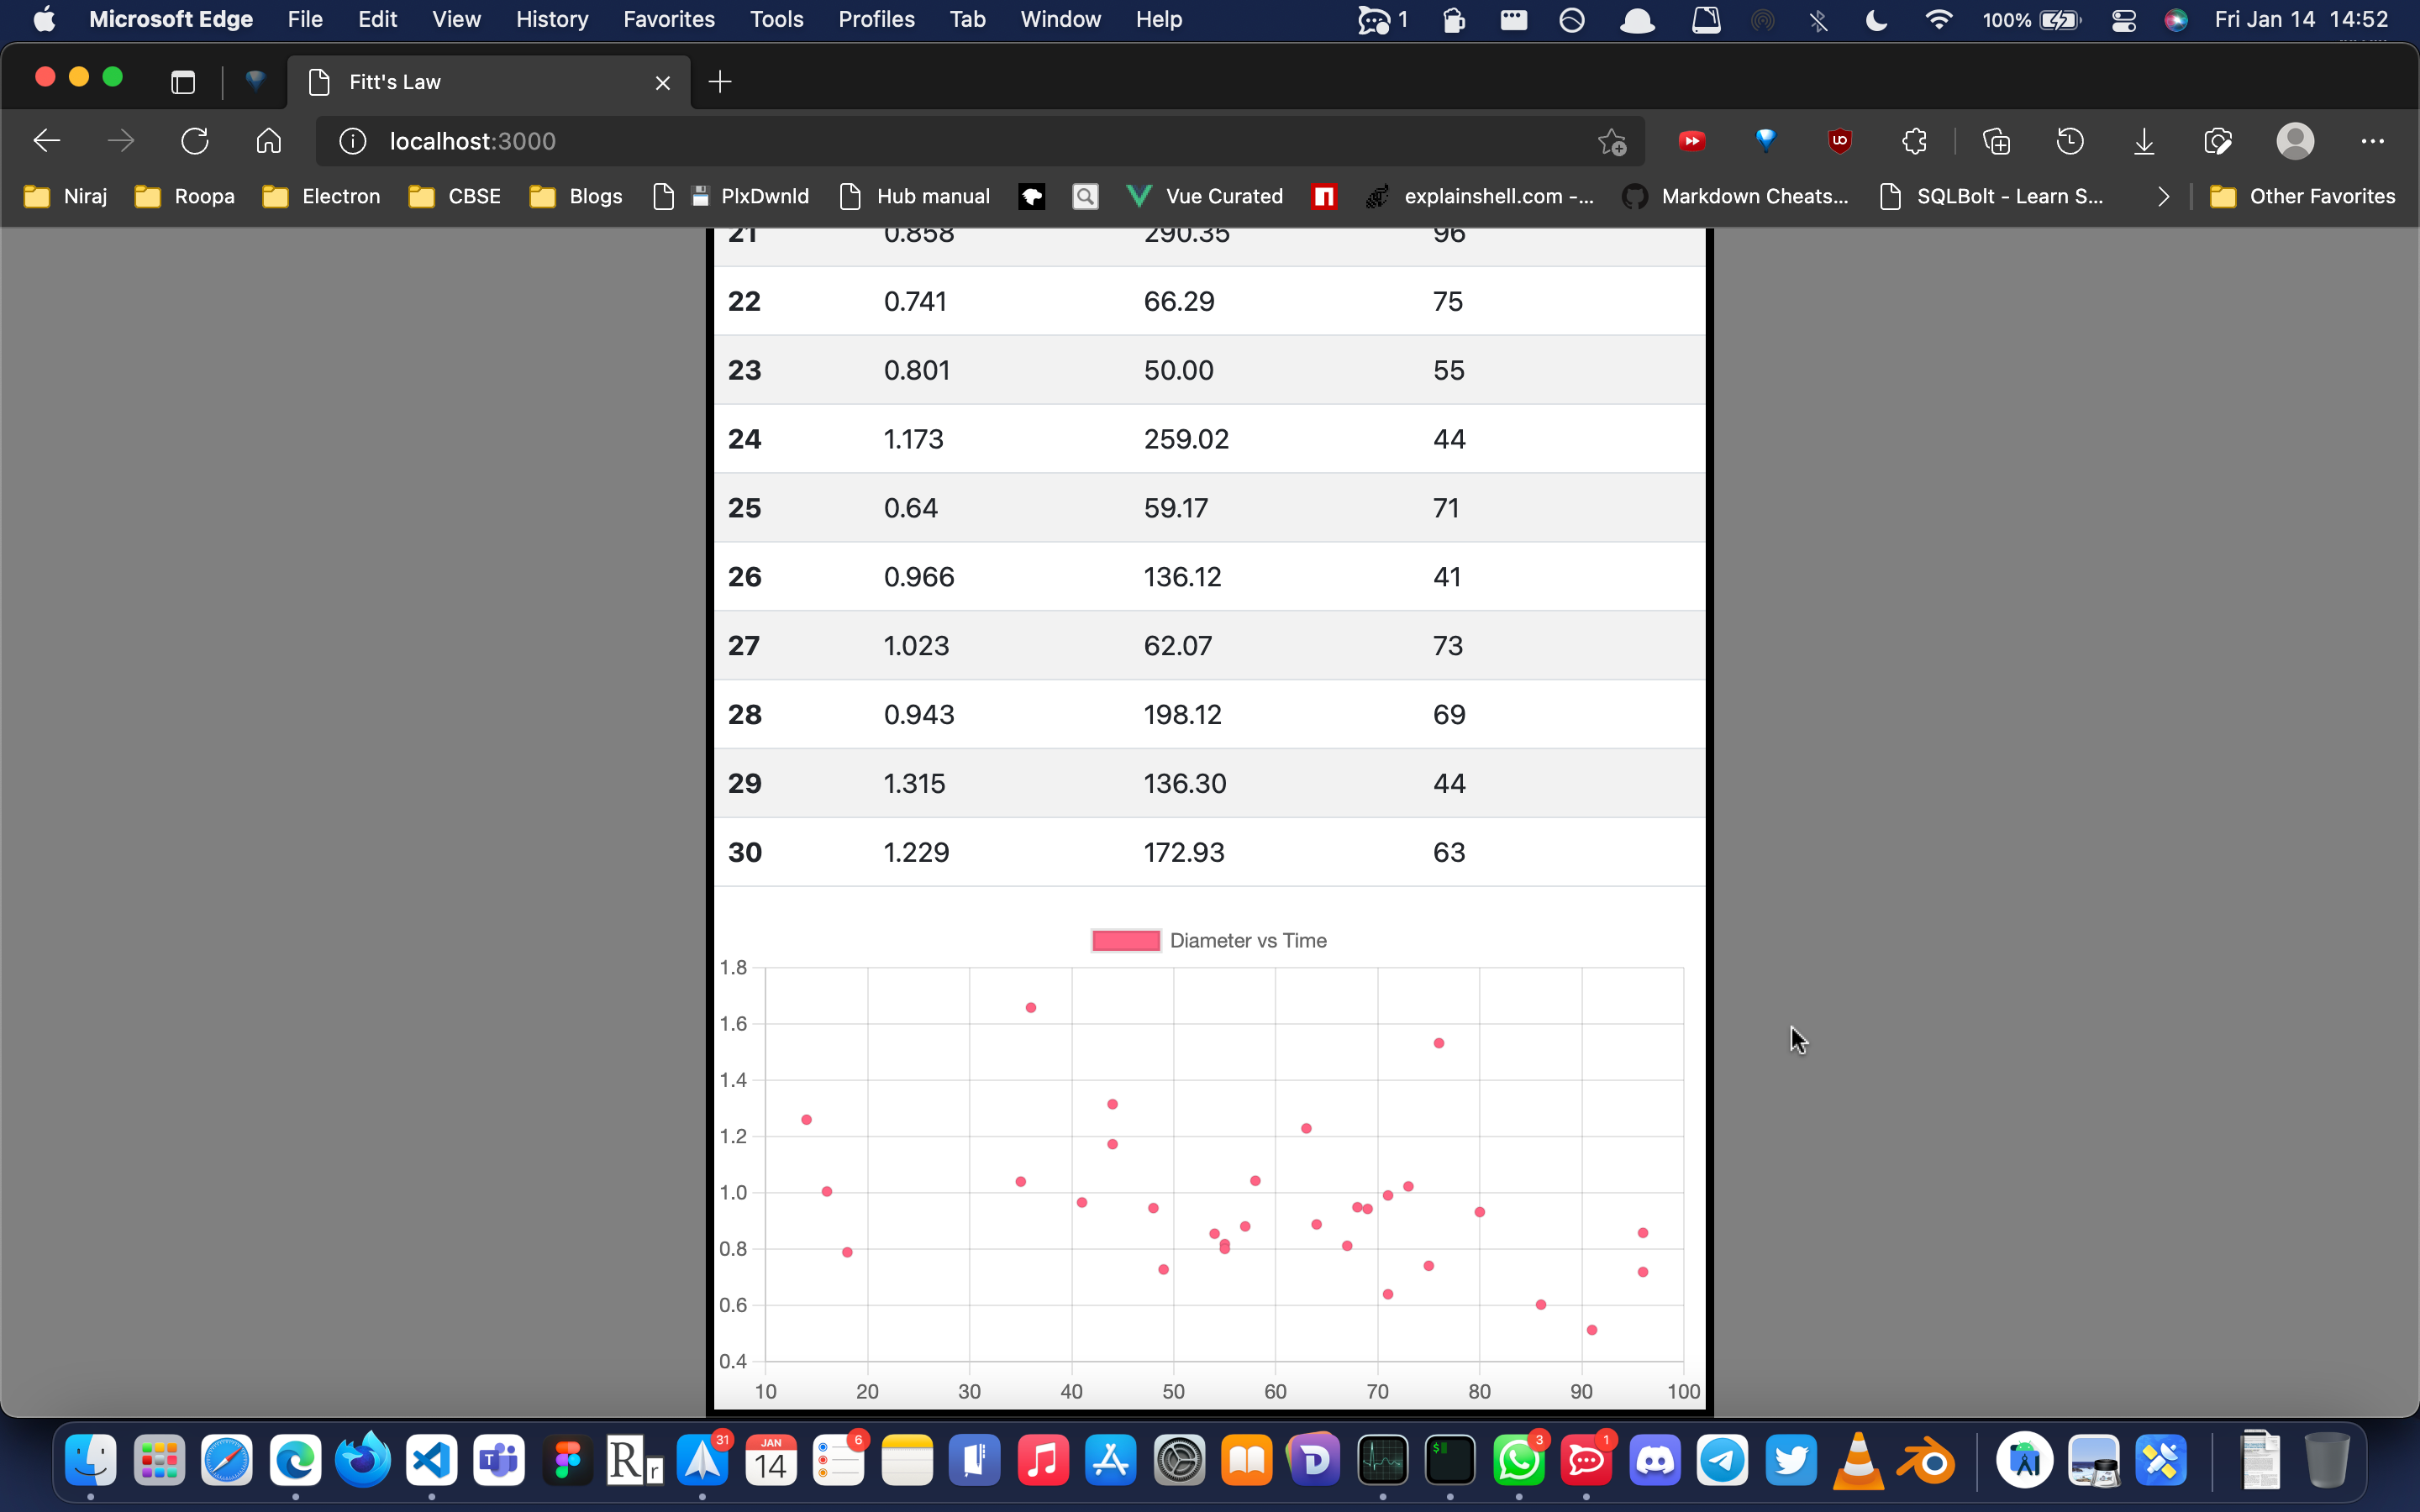 Microsoft Edge File Edit View History Favorites Tools Profiles Tab Window Help 1 100% Fri Jan 14 14:52
Fitt's Law
localhost:3000
Niraj Roopa Electron CBSE Blogs PlxDwnld Hub manual Vue Curated explainshell.com -... Markdown Cheats... SQLBolt - Learn S... Other Favorites
21 0.858 290.35 96
22 0.741 66.29 75
23 0.801 50.00 55
24 1.173 259.02 44
25 0.64 59.17 71
26 0.966 136.12 41
27 1.023 62.07 73
28 0.943 198.12 69
29 1.315 136.30 44
30 1.229 172.93 63
Diameter vs Time
1.8
1.6
1.4
1.2
1.0
0.8
0.6
0.4
10 20 30 40 50 60 70 80 90 100
31 JAN 14 6 3 1